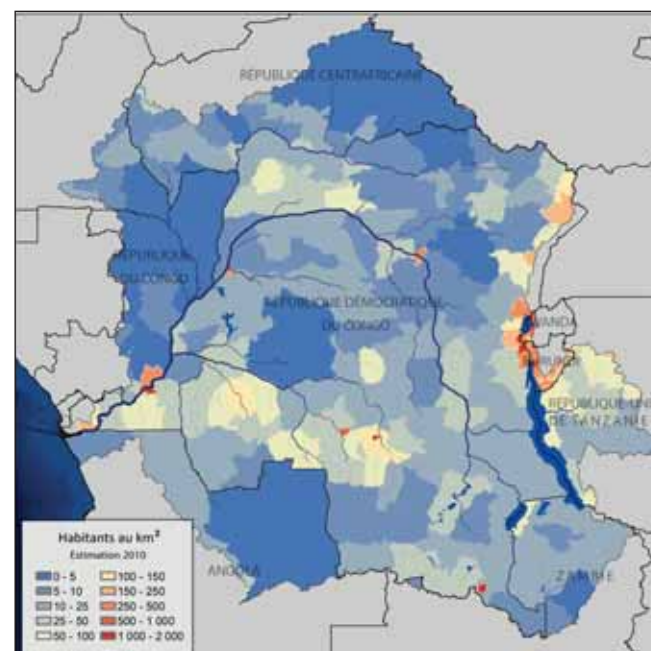 RÉPUBLIQUE CENTRAFRICAINE
RÉPUBLIQUE
DU CONGO
RÉPUBLIQUE DÉMOCRATIQUE
DU CONGO
RWANDA
BURUNDI
RÉPUBLIQUE-UNIE
DE TANZANIE
ANGOLA
ZAMBIE
Habitants au km²
Estimation 2010
0 - 5
5 - 10
10 - 25
25 - 50
50 - 100
100 - 150
150 - 250
250 - 500
500 - 1 000
1 000 - 2 000